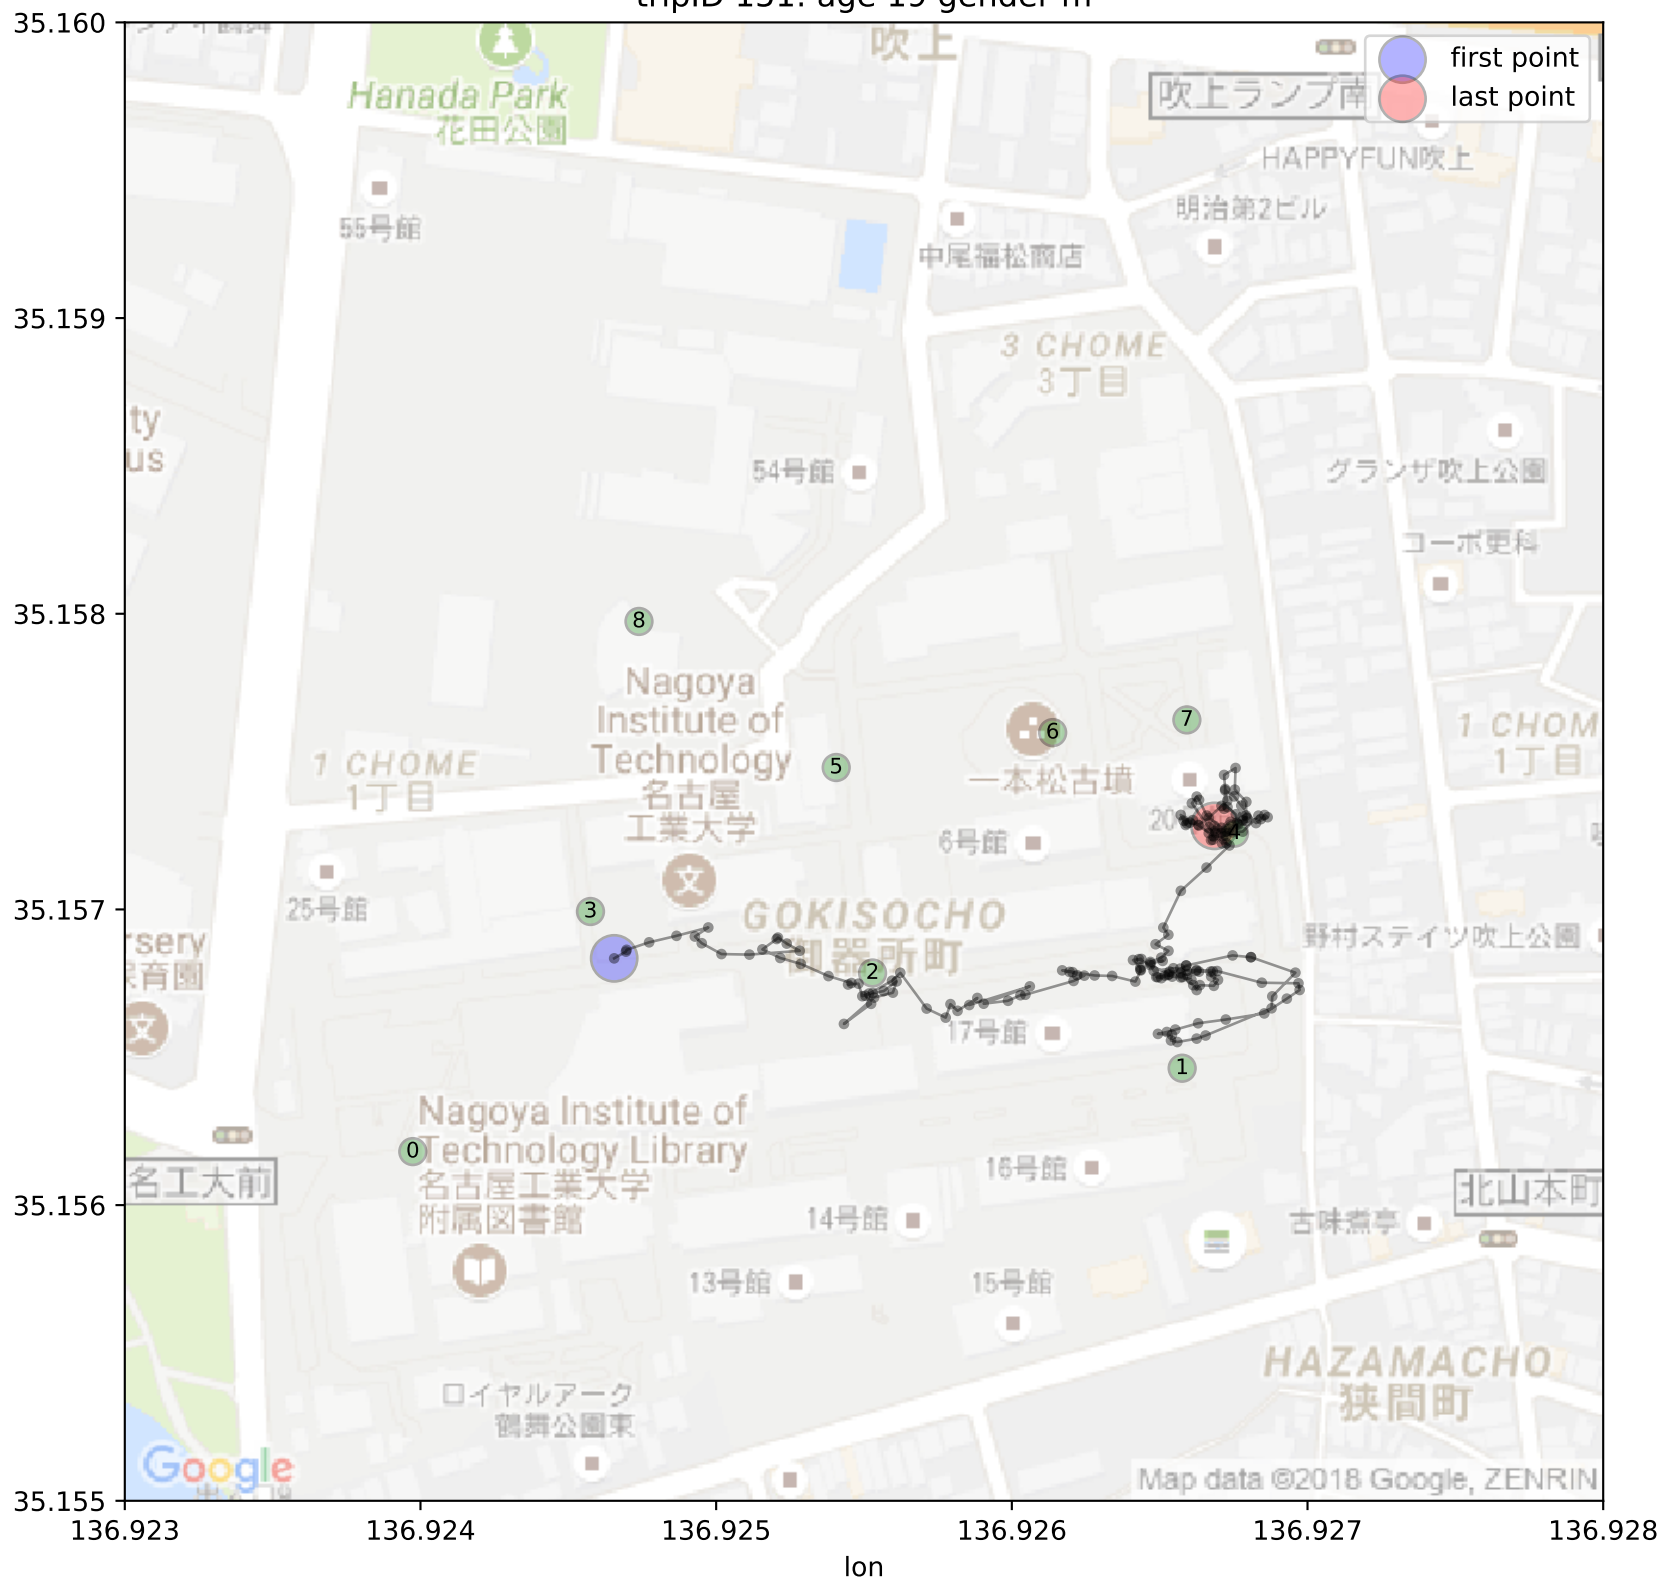 35.160
吹上
first point
last point
Hanada Park
花田公園
吹上ランプ南
HAPPYFUN吹上
55号館
明治第2ビル
中尾福松商店
35.159
3 CHOME
3丁目
ty
us
54号館
グランザ吹上公園
コーポ更科
35.158
8
Nagoya
Institute of
Technology
名古屋
工業大学
7
6
5
1 CHOME
1丁目
1 CHOM
1丁目
一本松古墳
20
4
6号館
25号館
3
35.157
GOKISOCHO
御器所町
野村ステイツ吹上公園
rsery
保育園
2
17号館
1
Nagoya Institute of
Technology Library
名古屋工業大学
附属図書館
0
名工大前
16号館
北山本町
35.156
14号館
古味煮亭
13号館
15号館
HAZAMACHO
狭間町
ロイヤルアーク
鶴舞公園東
Google
Map data ©2018 Google, ZENRIN
35.155
136.923
136.924
136.925
136.926
136.927
136.928
lon